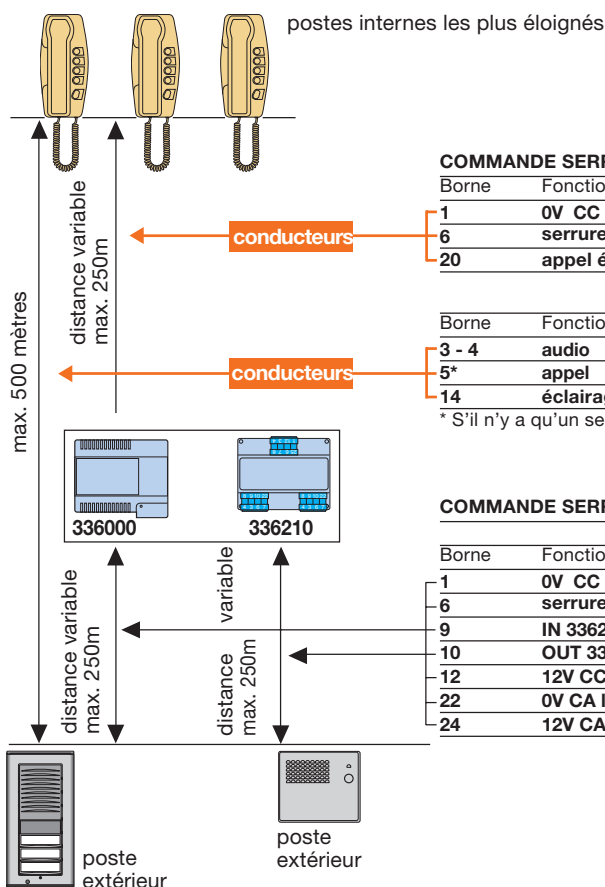 postes internes les plus éloignés
max. 500 mètres
distance variable
max. 250m
COMMANDE SERR
Borne Fonctio
1 0V CC
6 serrure
20 appel é
conducteurs
Borne Fonctio
3 - 4 audio
5* appel
14 éclairag
* S'il n'y a qu'un se
conducteurs
336000
336210
COMMANDE SERR
Borne Fonctio
1 0V CC
6 serrure
9 IN 3362
10 OUT 33
12 12V CC
22 0V CA I
24 12V CA
distance variable
max. 250m
distance variable
max. 250m
poste
extérieur
poste
extérieur